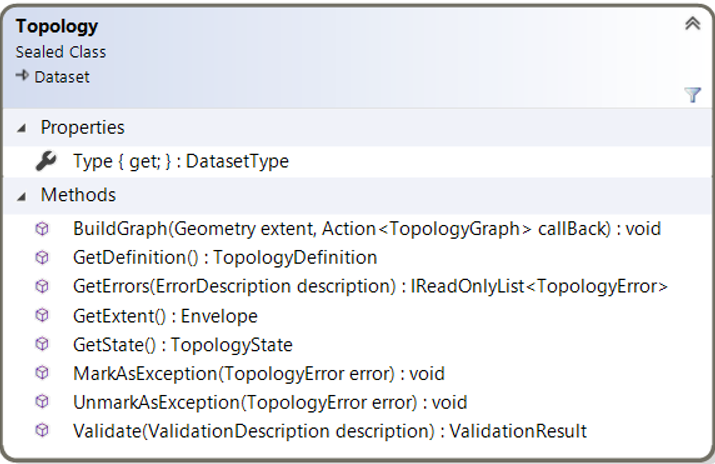 Topology
Sealed Class
Dataset
Properties
Type { get; } : DatasetType
Methods
BuildGraph(Geometry extent, Action<TopologyGraph> callBack) : void
GetDefinition() : TopologyDefinition
GetErrors(ErrorDescription description) : IReadOnlyList<TopologyError>
GetExtent() : Envelope
GetState() : TopologyState
MarkAsException(TopologyError error) : void
UnmarkAsException(TopologyError error) : void
Validate(ValidationDescription description) : ValidationResult